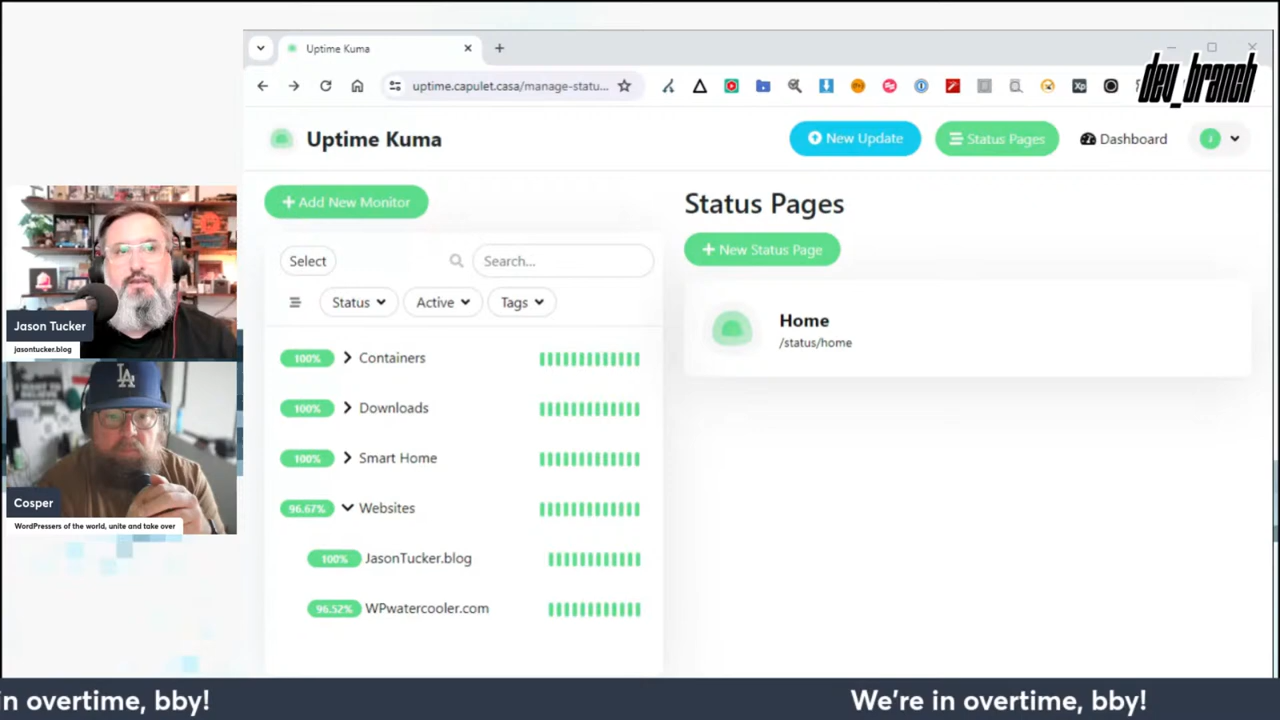 Uptime Kuma
uptime.capulet.casa/manage-statu...
dev_branch
Uptime Kuma
New Update
Status Pages
Dashboard
Add New Monitor
Select
Search...
Status
Active
Tags
100%
Containers
100%
Downloads
100%
Smart Home
96.67%
Websites
100%
JasonTucker.blog
96.52%
WPwatercooler.com
Status Pages
New Status Page
Home
/status/home
Jason Tucker
jasontucker.blog
LA
Cosper
WordPressers of the world, unite and take over
in overtime, bby!
We're in overtime, bby!